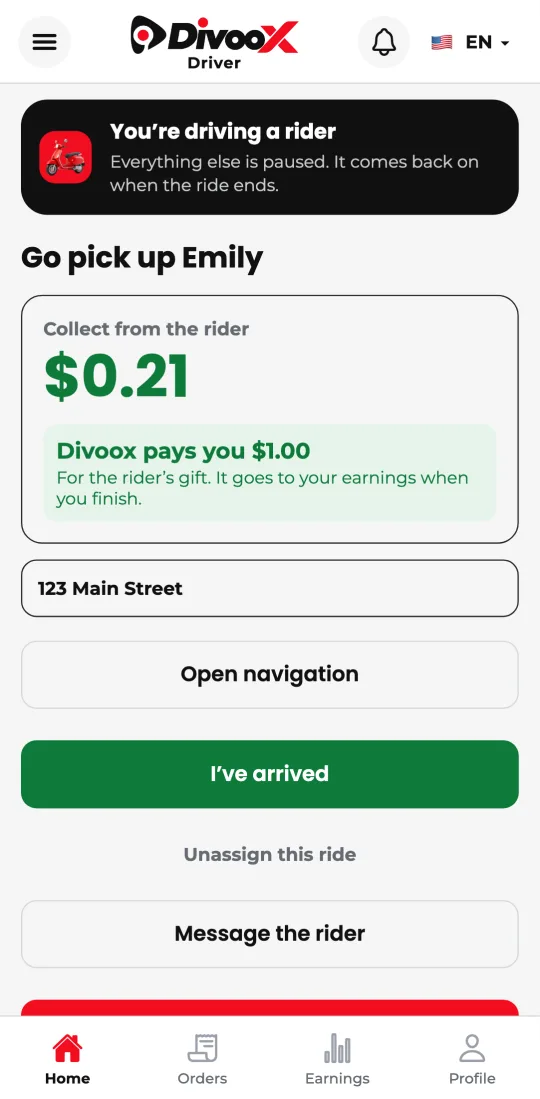 DivooX
Driver
EN
You’re driving a rider
Everything else is paused. It comes back on
when the ride ends.
Go pick up Emily
Collect from the rider
$0.21
Divoox pays you $1.00
For the rider’s gift. It goes to your earnings when
you finish.
123 Main Street
Open navigation
I’ve arrived
Unassign this ride
Message the rider
Home
Orders
Earnings
Profile